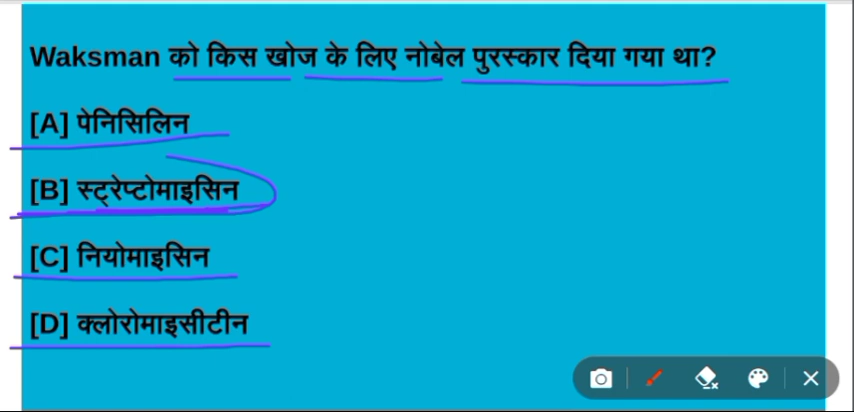 Waksman को किस खोज के लिए नोबेल पुरस्कार दिया गया था?
[A] पेनिसिलिन
[B] स्ट्रेप्टोमाइसिन
[C] नियोमाइसिन
[D] क्लोरोमाइसीटीन